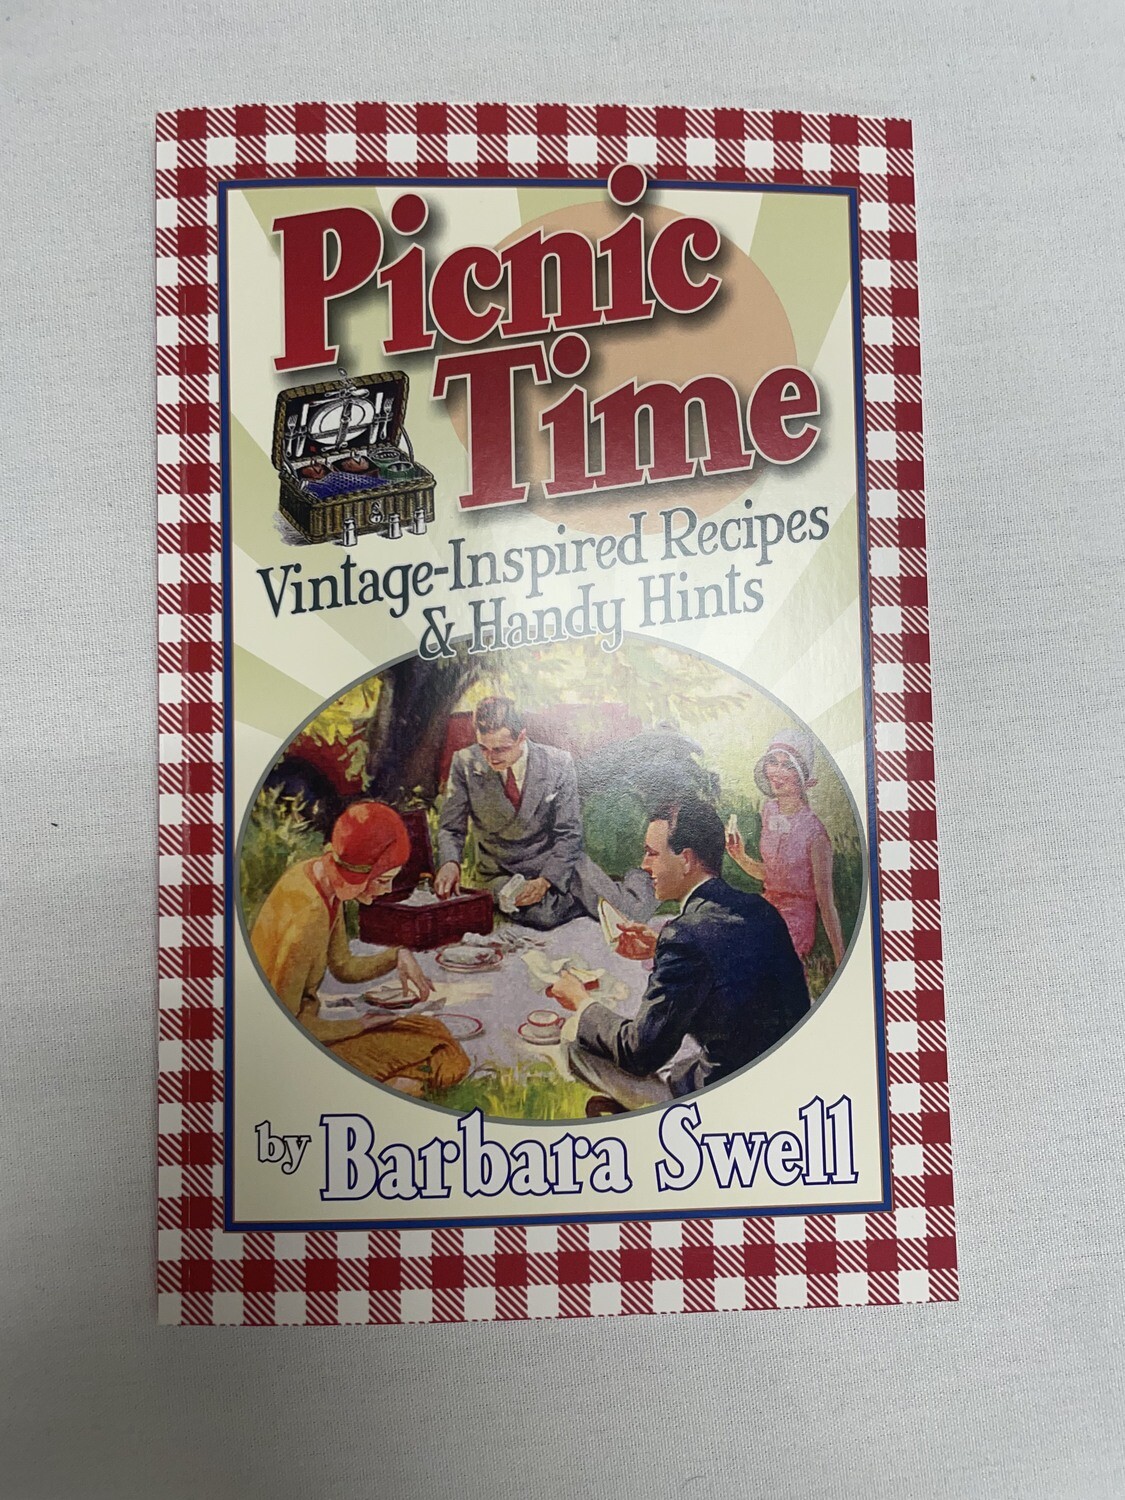 Picnic
Time
Vintage-Inspired Recipes
& Handy Hints
by Barbara Swell